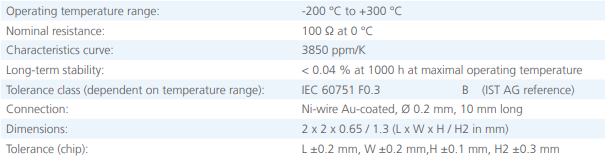 Operating temperature range: -200 °C to +300 °C
Nominal resistance: 100 Ω at 0 °C
Characteristics curve: 3850 ppm/K
Long-term stability: < 0.04 % at 1000 h at maximal operating temperature
Tolerance class (dependent on temperature range): IEC 60751 F0.3 B (IST AG reference)
Connection: Ni-wire Au-coated, Ø 0.2 mm, 10 mm long
Dimensions: 2 x 2 x 0.65 / 1.3 (L x W x H / H2 in mm)
Tolerance (chip): L ±0.2 mm, W ±0.2 mm,H ±0.1 mm, H2 ±0.3 mm